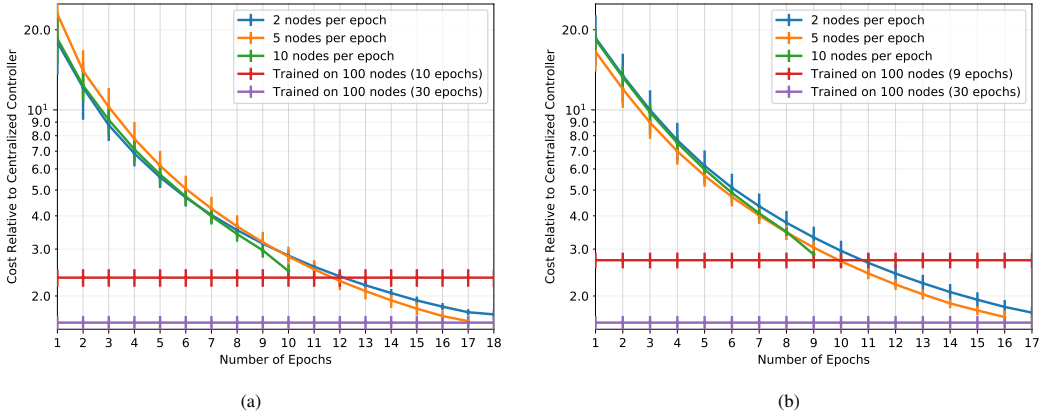 2 nodes per epoch
5 nodes per epoch
10 nodes per epoch
Trained on 100 nodes (10 epochs)
Trained on 100 nodes (30 epochs)
Cost Relative to Centralized Controller
20.0
10¹
9.0
8.0
7.0
6.0
5.0
4.0
3.0
2.0
1 2 3 4 5 6 7 8 9 10 11 12 13 14 15 16 17 18
Number of Epochs
(a)
2 nodes per epoch
5 nodes per epoch
10 nodes per epoch
Trained on 100 nodes (9 epochs)
Trained on 100 nodes (30 epochs)
Cost Relative to Centralized Controller
20.0
10¹
9.0
8.0
7.0
6.0
5.0
4.0
3.0
2.0
1 2 3 4 5 6 7 8 9 10 11 12 13 14 15 16 17
Number of Epochs
(b)